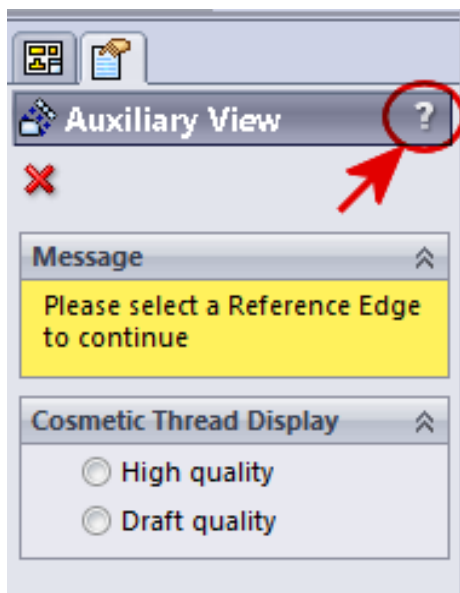 Auxiliary View ?
Message
Please select a Reference Edge
to continue
Cosmetic Thread Display
High quality
Draft quality